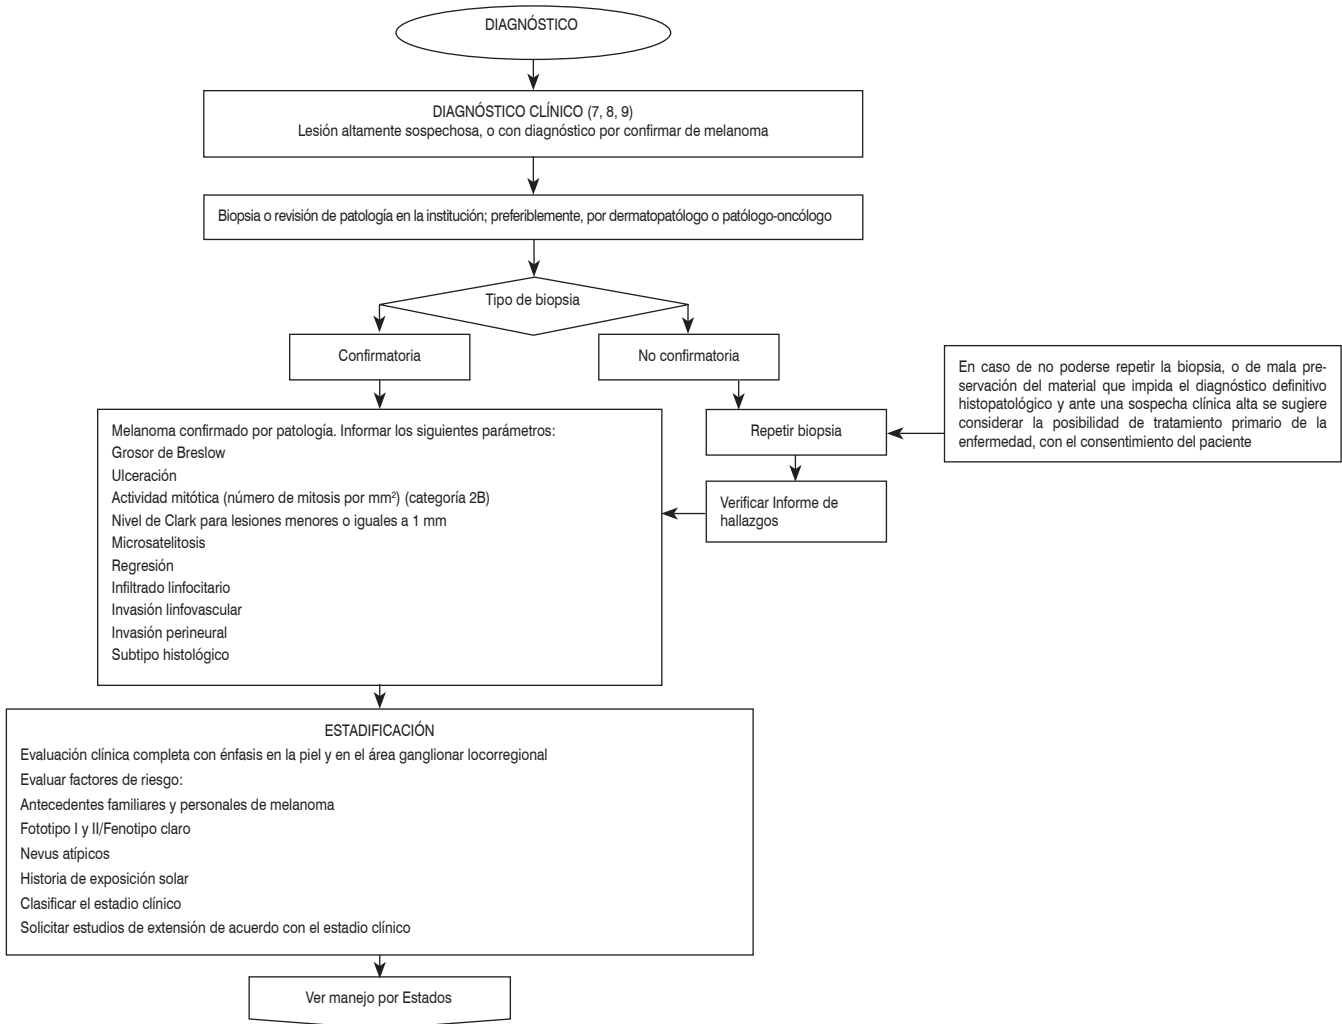 DIAGNÓSTICO
DIAGNÓSTICO CLÍNICO (7, 8, 9)
Lesión altamente sospechosa, o con diagnóstico por confirmar de melanoma
Biopsia o revisión de patología en la institución; preferiblemente, por dermatopatólogo o patólogo-oncólogo
Tipo de biopsia
Confirmatoria
No confirmatoria
En caso de no poderse repetir la biopsia, o de mala pre-
servación del material que impida el diagnóstico definitivo
histopatológico y ante una sospecha clínica alta se sugiere
considerar la posibilidad de tratamiento primario de la
enfermedad, con el consentimiento del paciente
Repetir biopsia
Verificar Informe de
hallazgos
Melanoma confirmado por patología. Informar los siguientes parámetros:
Grosor de Breslow
Ulceración
Actividad mitótica (número de mitosis por mm²) (categoría 2B)
Nivel de Clark para lesiones menores o iguales a 1 mm
Microsatelitosis
Regresión
Infiltrado linfocitario
Invasión linfovascular
Invasión perineural
Subtipo histológico
ESTADIFICACIÓN
Evaluación clínica completa con énfasis en la piel y en el área ganglionar locorregional
Evaluar factores de riesgo:
Antecedentes familiares y personales de melanoma
Fototipo I y II/Fenotipo claro
Nevus atípicos
Historia de exposición solar
Clasificar el estadio clínico
Solicitar estudios de extensión de acuerdo con el estadio clínico
Ver manejo por Estados